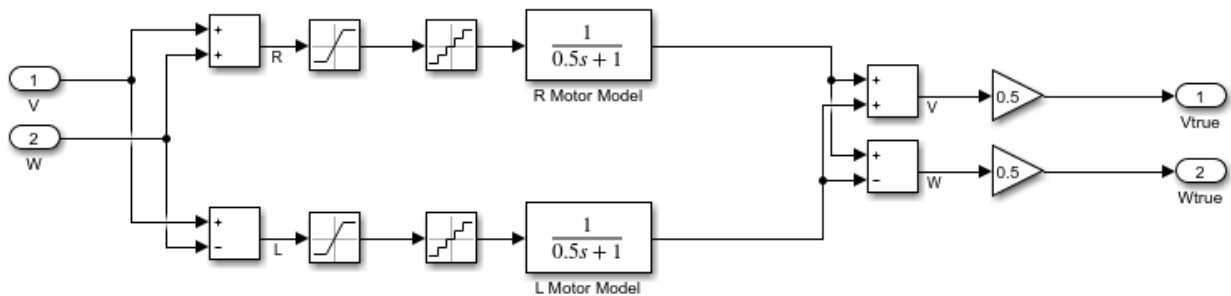 +
+
R
1
0.5s + 1
R Motor Model
1
V
2
W
+
−
L
1
0.5s + 1
L Motor Model
+
+
V
0.5
1
Vtrue
+
−
W
0.5
2
Wtrue